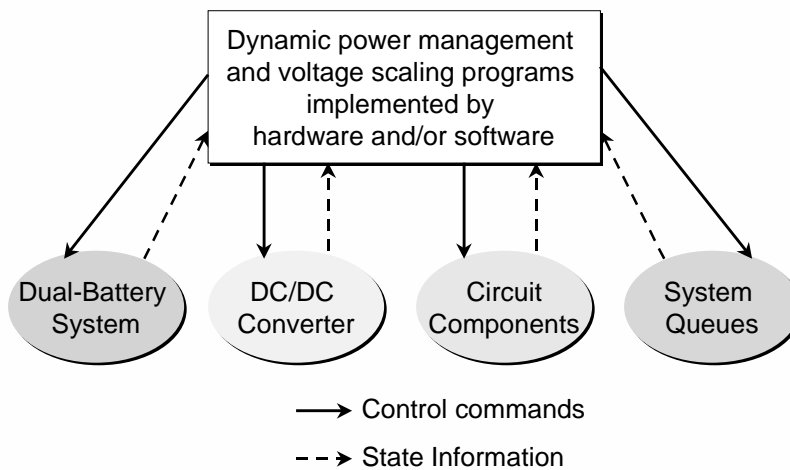 Dynamic power management
and voltage scaling programs
implemented by
hardware and/or software
Dual-Battery
System
DC/DC
Converter
Circuit
Components
System
Queues
Control commands
State Information